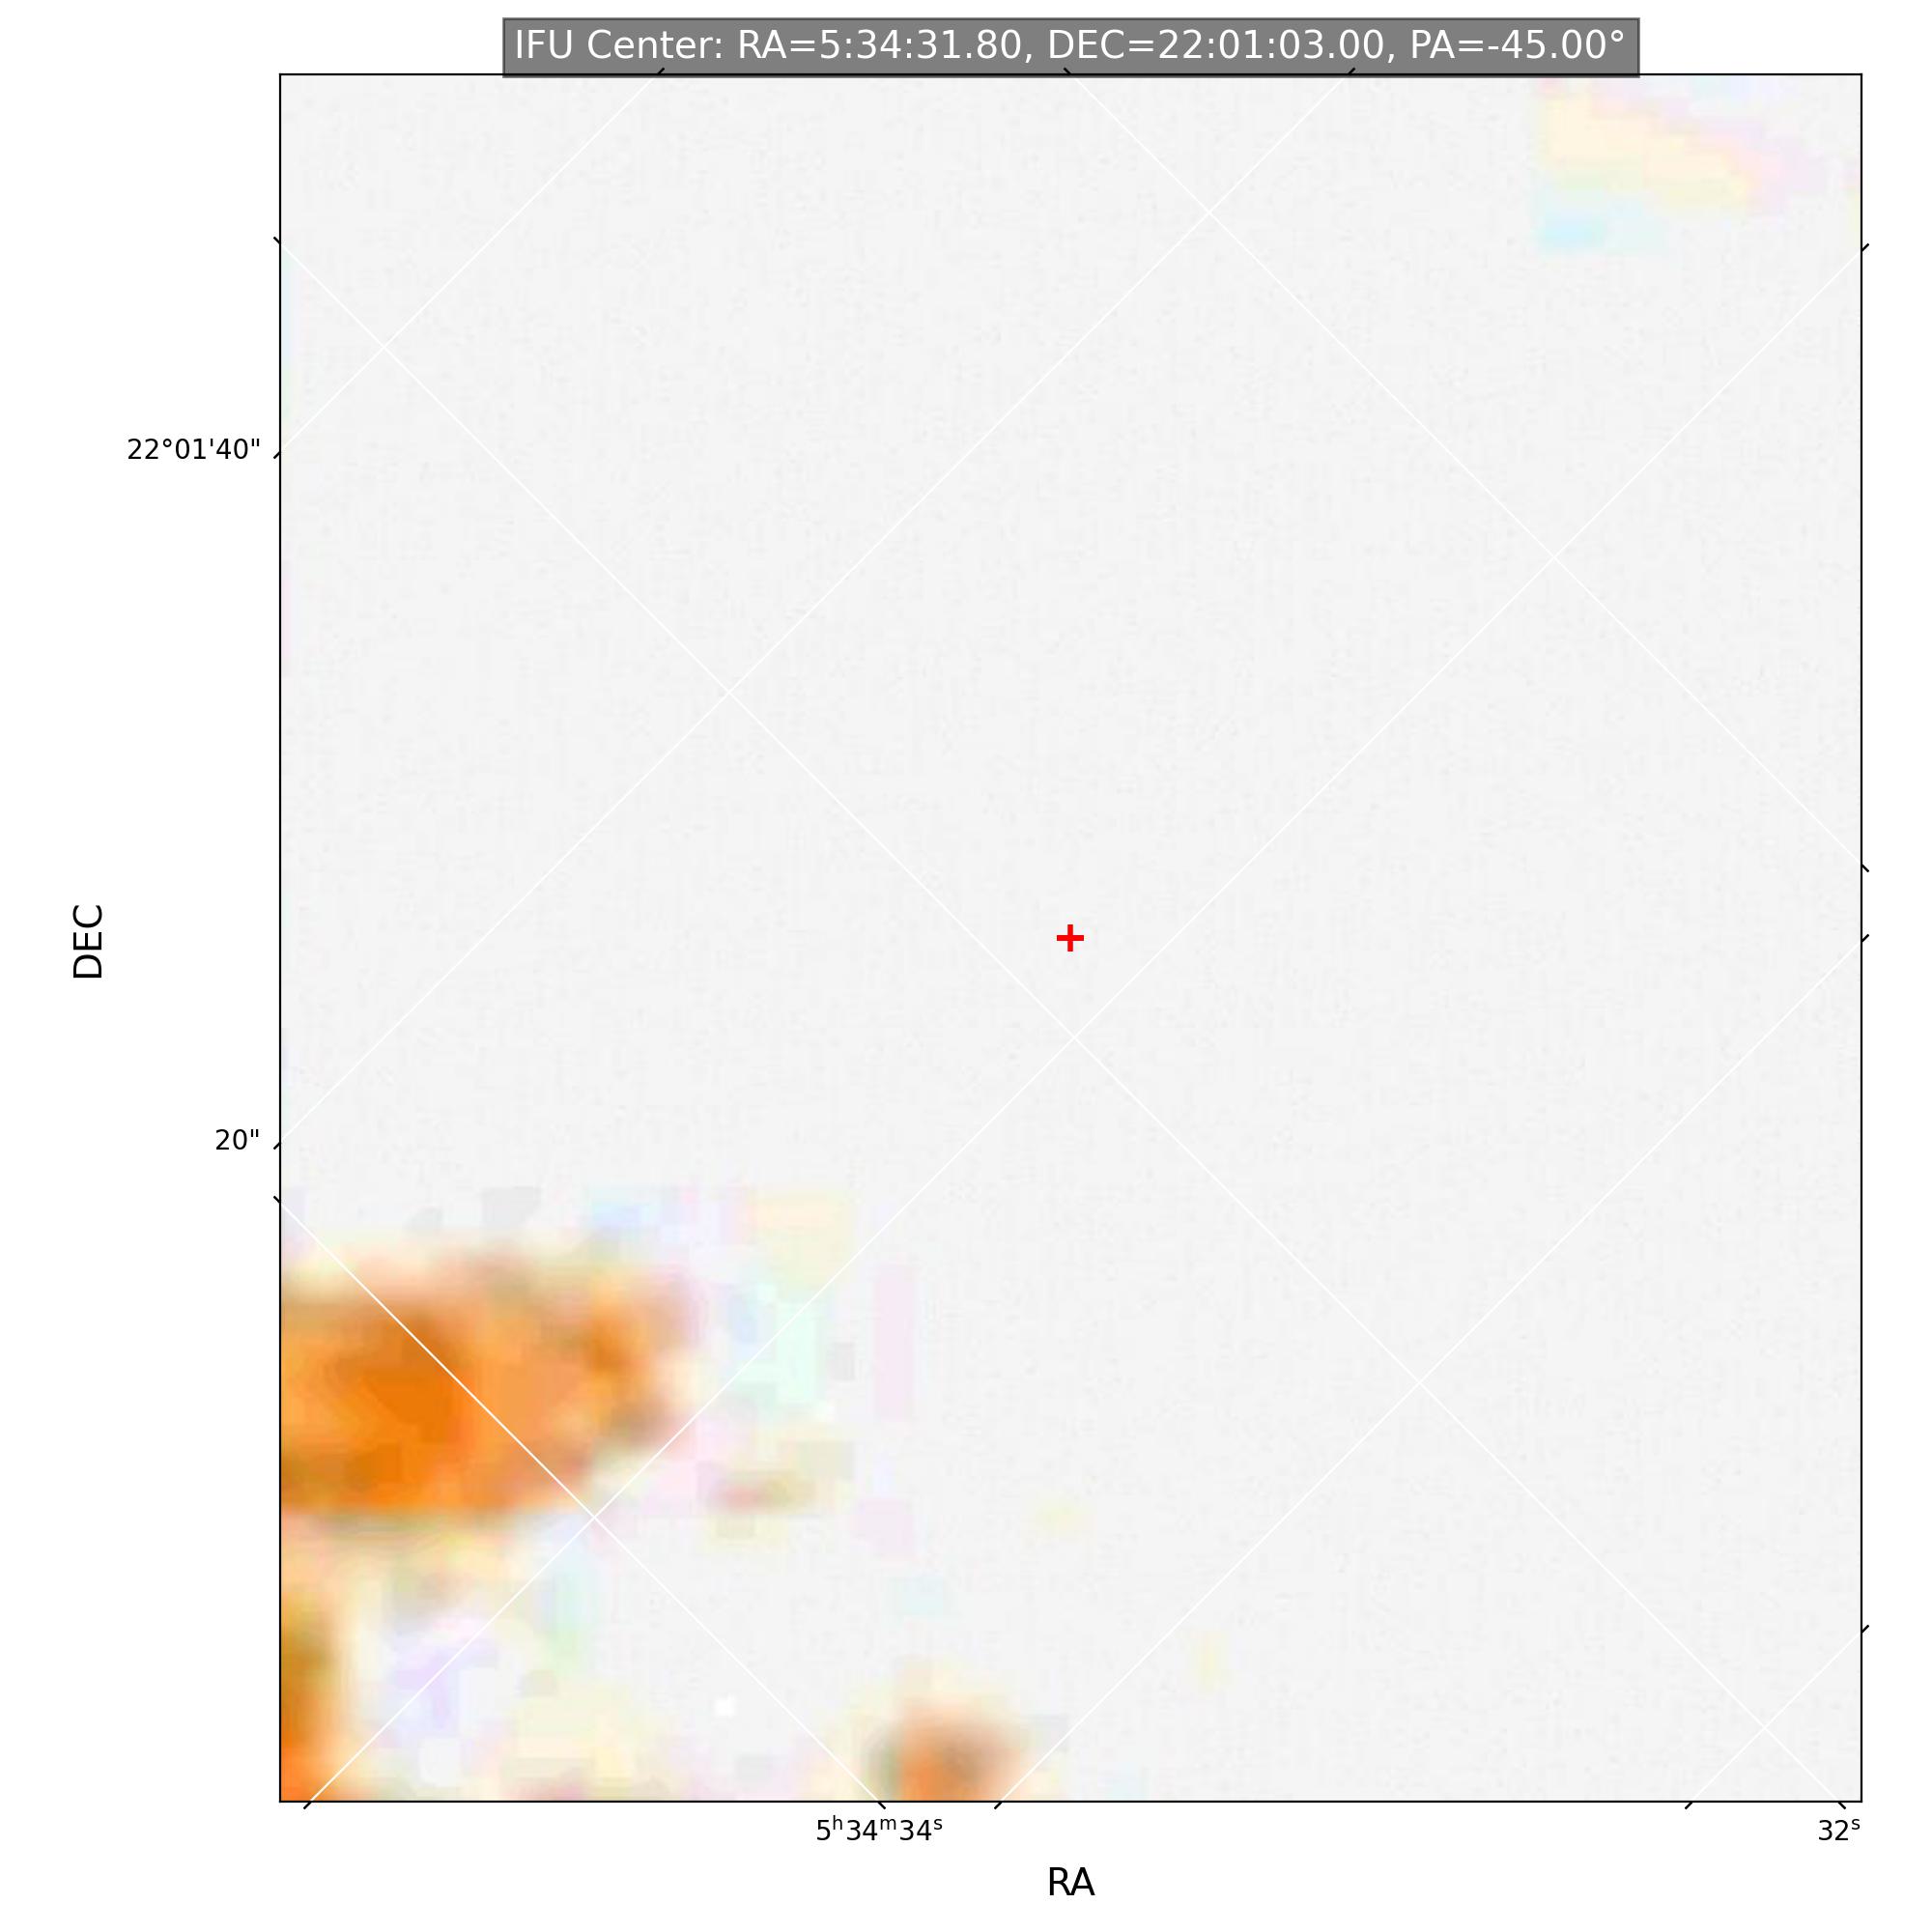 IFU Center: RA=5:34:31.80, DEC=22:01:03.00, PA=-45.00°
22°01'40"
DEC
20"
5ʰ34ᵐ34ˢ
32ˢ
RA